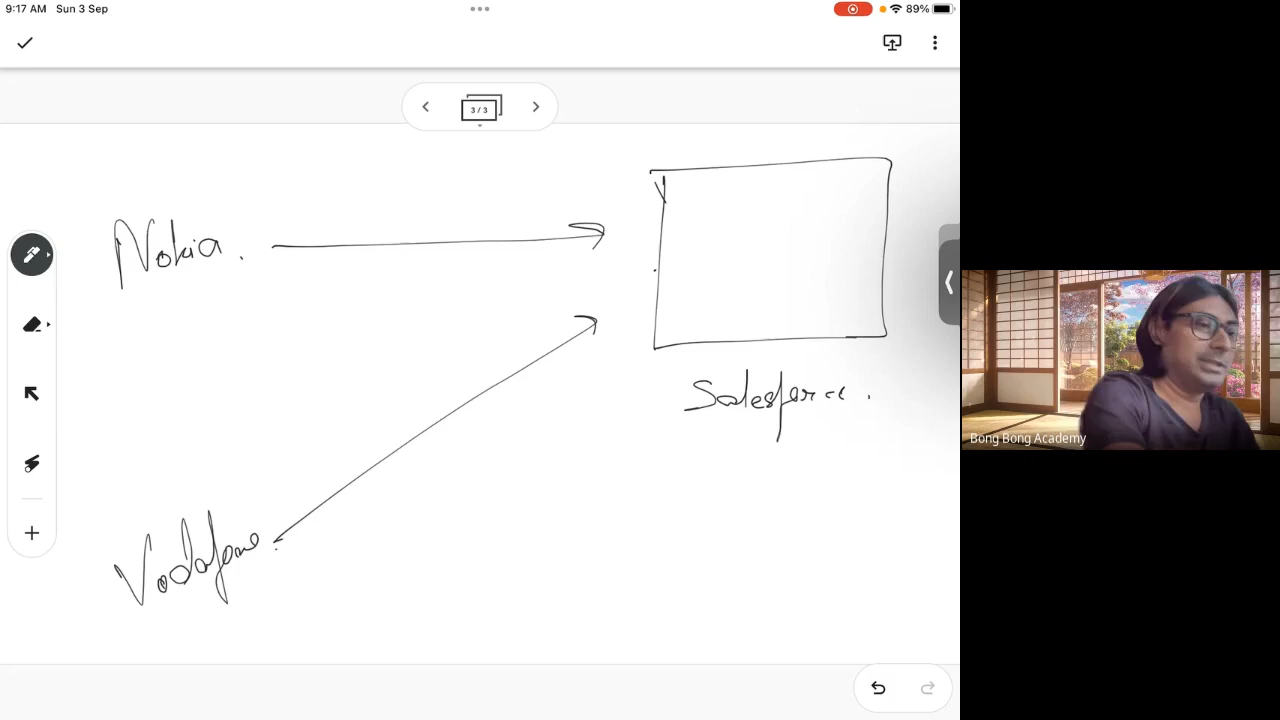 9:17 AM Sun 3 Sep
89%
3 / 3
Nokia.
Salesforce.
Vodafone.
Bong Bong Academy